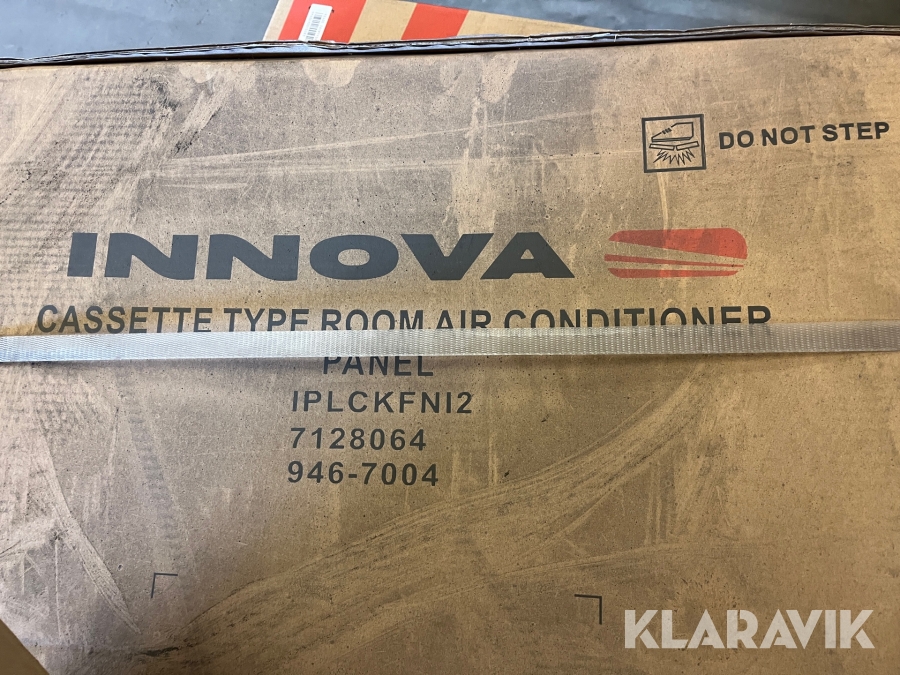 DO NOT STEP
INNOVA
CASSETTE TYPE ROOM AIR CONDITIONER
PANEL
IPLCKFNI2
7128064
946-7004
KLARAVIK